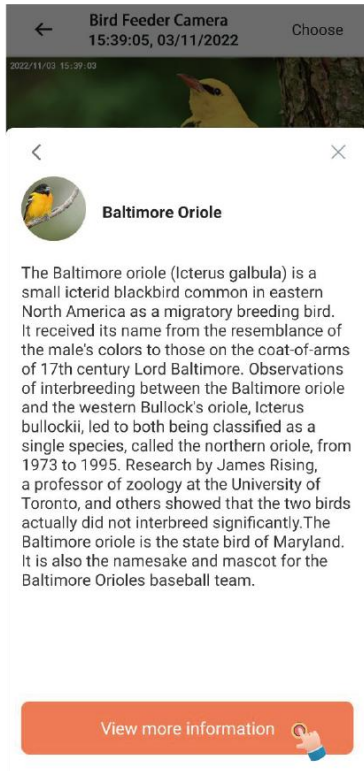 Bird Feeder Camera
15:39:05, 03/11/2022
Choose
2022/11/03 15:39:03
Baltimore Oriole
The Baltimore oriole (Icterus galbula) is a
small icterid blackbird common in eastern
North America as a migratory breeding bird.
It received its name from the resemblance of
the male's colors to those on the coat-of-arms
of 17th century Lord Baltimore. Observations
of interbreeding between the Baltimore oriole
and the western Bullock's oriole, Icterus
bullockii, led to both being classified as a
single species, called the northern oriole, from
1973 to 1995. Research by James Rising,
a professor of zoology at the University of
Toronto, and others showed that the two birds
actually did not interbreed significantly.The
Baltimore oriole is the state bird of Maryland.
It is also the namesake and mascot for the
Baltimore Orioles baseball team.
View more information